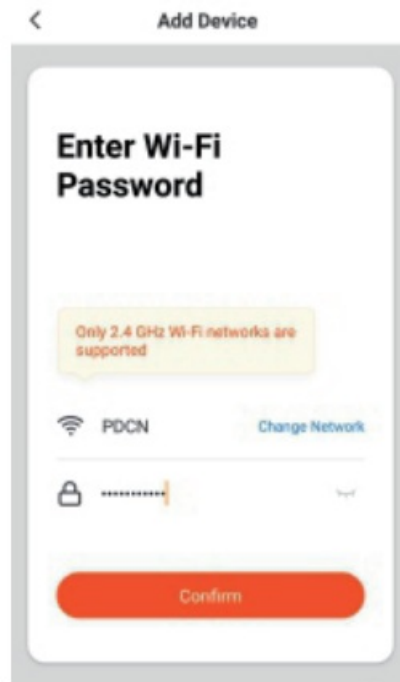 Add Device
Enter Wi-Fi
Password
Only 2.4 GHz Wi-Fi networks are
supported
PDCN
Change Network
Confirm